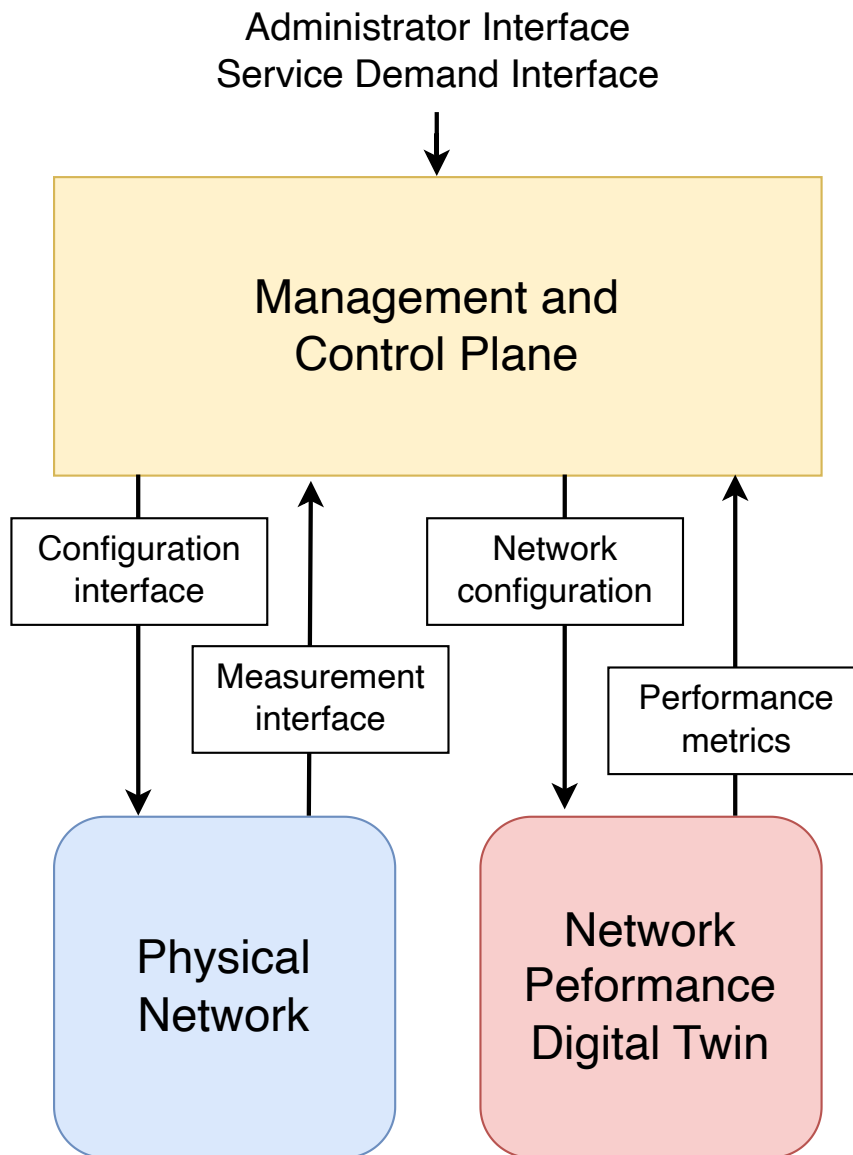 Administrator Interface
Service Demand Interface
Management and
Control Plane
Configuration
interface
Network
configuration
Measurement
interface
Performance
metrics
Physical
Network
Network
Peformance
Digital Twin